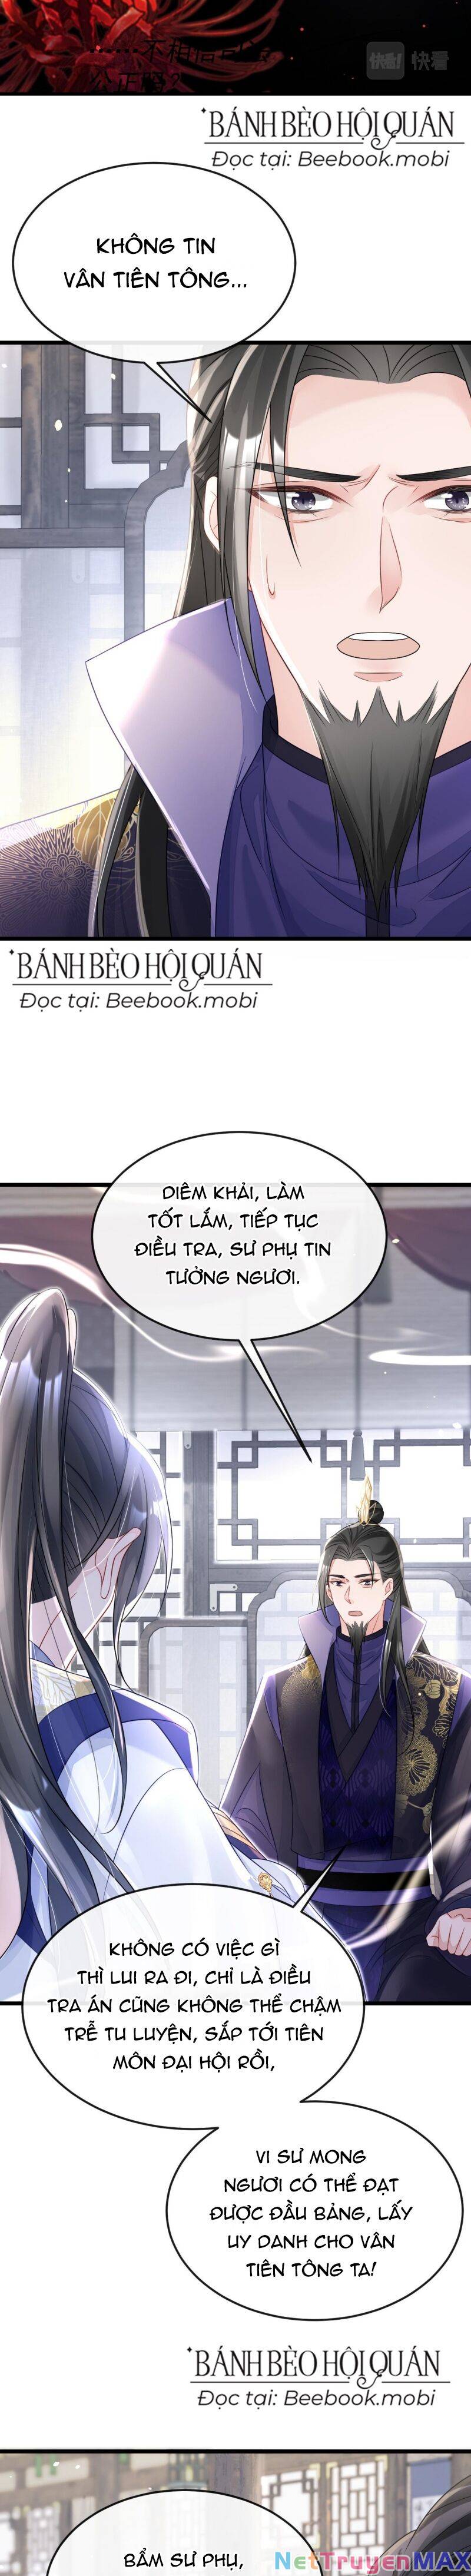 快看! 快看
BÁNH BÈO HỘI QUÁN
Đọc tại: Beebook.mobi
KHÔNG TIN
VÂN TIÊN TÔNG...
BÁNH BÈO HỘI QUÁN
Đọc tại: Beebook.mobi
DIÊM KHẢI, LÀM
TỐT LẮM, TIẾP TỤC
ĐIỀU TRA, SƯ PHỤ TIN
TƯỞNG NGƯƠI.
KHÔNG CÓ VIỆC GÌ
THÌ LUI RA ĐI, CHỈ LÀ ĐIỀU
TRA ÁN CŨNG KHÔNG THỂ CHẬM
TRỄ TU LUYỆN, SẮP TỚI TIÊN
MÔN ĐẠI HỘI RỒI,
VI SƯ MONG
NGƯƠI CÓ THỂ ĐẠT
ĐƯỢC ĐẦU BẢNG, LẤY
UY DANH CHO VÂN
TIÊN TÔNG TA!
BÁNH BÈO HỘI QUÁN
Đọc tại: Beebook.mobi
BẨM SƯ PHỤ,
NETTRUYENMAX